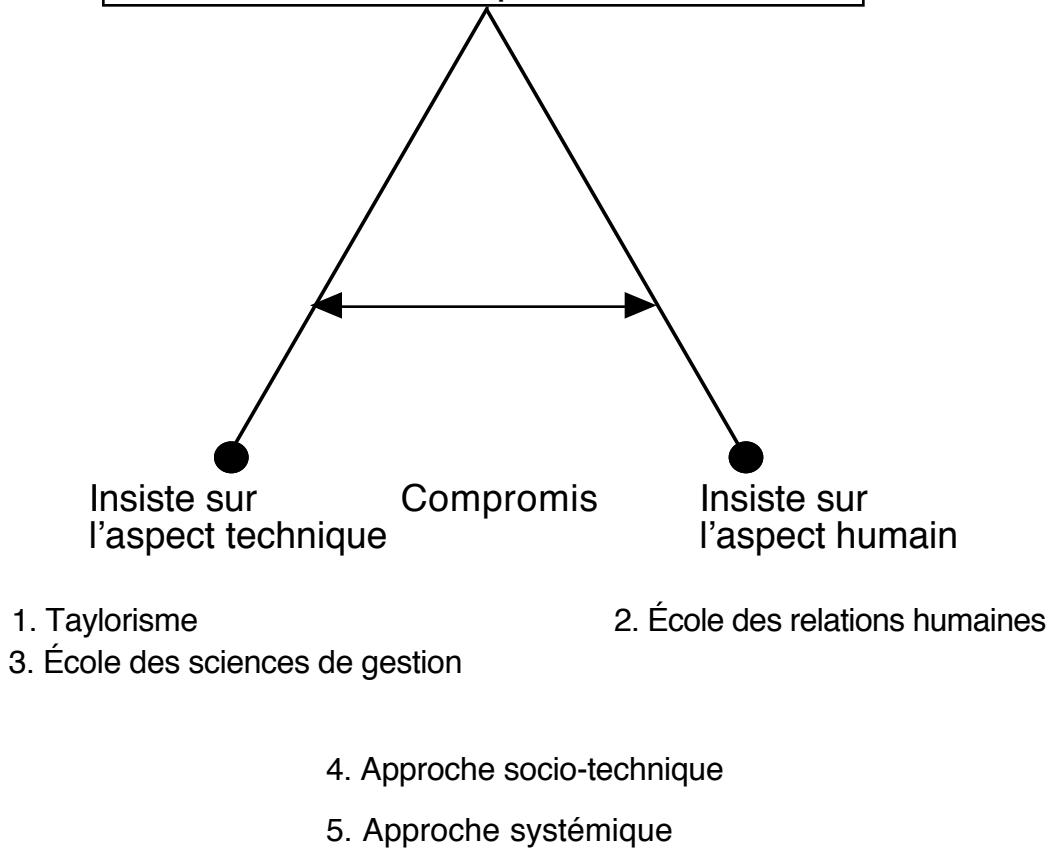 Insiste sur
l'aspect technique
Compromis
Insiste sur
l'aspect humain
1. Taylorisme
2. École des relations humaines
3. École des sciences de gestion
4. Approche socio-technique
5. Approche systémique